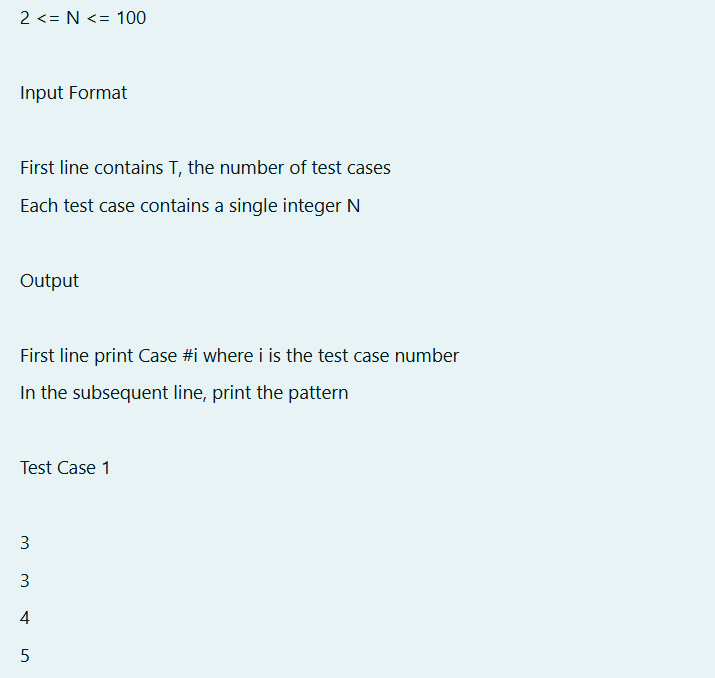 2 <= N <= 100
Input Format
First line contains T, the number of test cases
Each test case contains a single integer N
Output
First line print Case #i where i is the test case number
In the subsequent line, print the pattern
Test Case 1
3
3
4
5